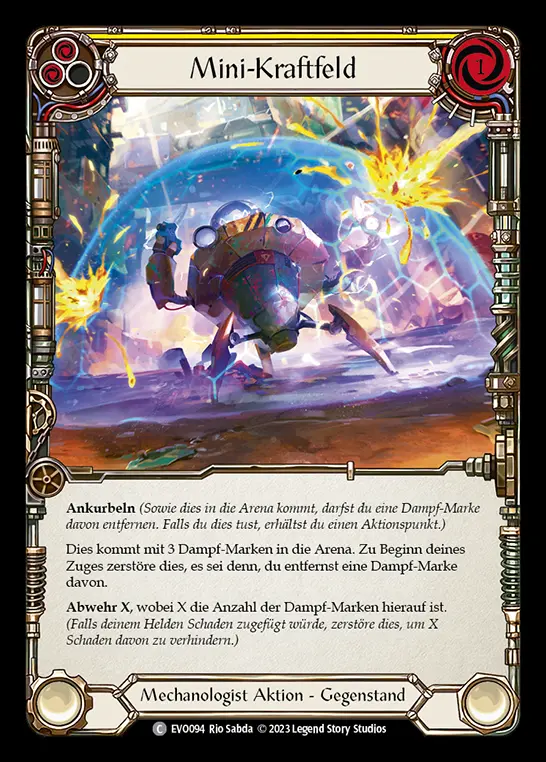 Mini-Kraftfeld
1
Ankurbeln (Sowie dies in die Arena kommt, darfst du eine Dampf-Marke
davon entfernen. Falls du dies tust, erhältst du einen Aktionspunkt.)
Dies kommt mit 3 Dampf-Marken in die Arena. Zu Beginn deines
Zuges zerstöre dies, es sei denn, du entfernst eine Dampf-Marke
davon.
Abwehr X, wobei X die Anzahl der Dampf-Marken hierauf ist.
(Falls deinem Helden Schaden zugefügt würde, zerstöre dies, um X
Schaden davon zu verhindern.)
Mechanologist Aktion - Gegenstand
C EVO094 Rio Sabda © 2023 Legend Story Studios